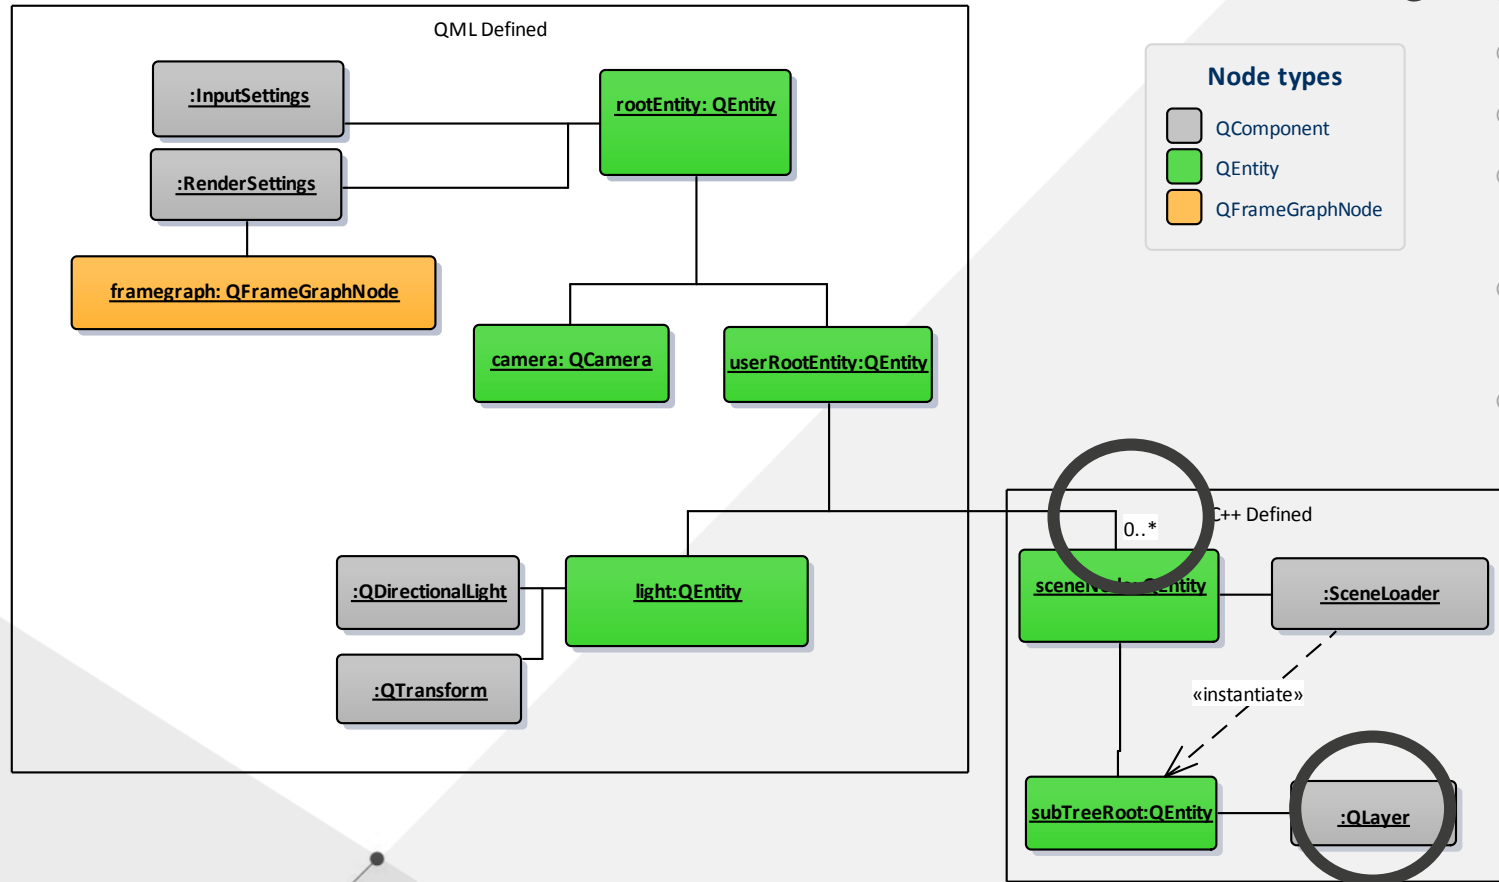 QML Defined
:InputSettings
rootEntity: QEntity
:RenderSettings
framegraph: QFrameGraphNode
camera: QCamera
userRootEntity:QEntity
:QDirectionalLight
light:QEntity
:QTransform
Node types
QComponent
QEntity
QFrameGraphNode
0..*
C++ Defined
:SceneLoader
«instantiate»
subTreeRoot:QEntity
:QLayer